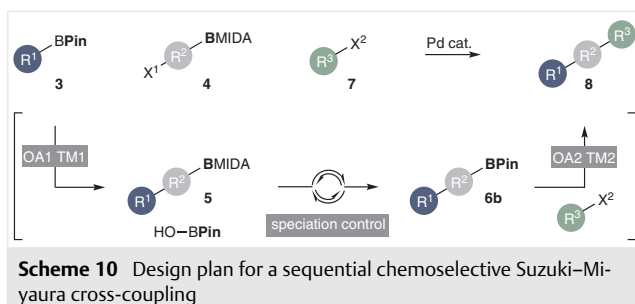 BPin BMIDA X² Pd cat. R³
R¹ R² R³ R²
X¹ R¹
3 4 7 8
OA1 TM1 BMIDA BPin OA2 TM2
R² R²
R¹ 5 R¹ 6b X²
HO–BPin speciation control R³
Scheme 10 Design plan for a sequential chemoselective Suzuki–Mi-
yaura cross-coupling